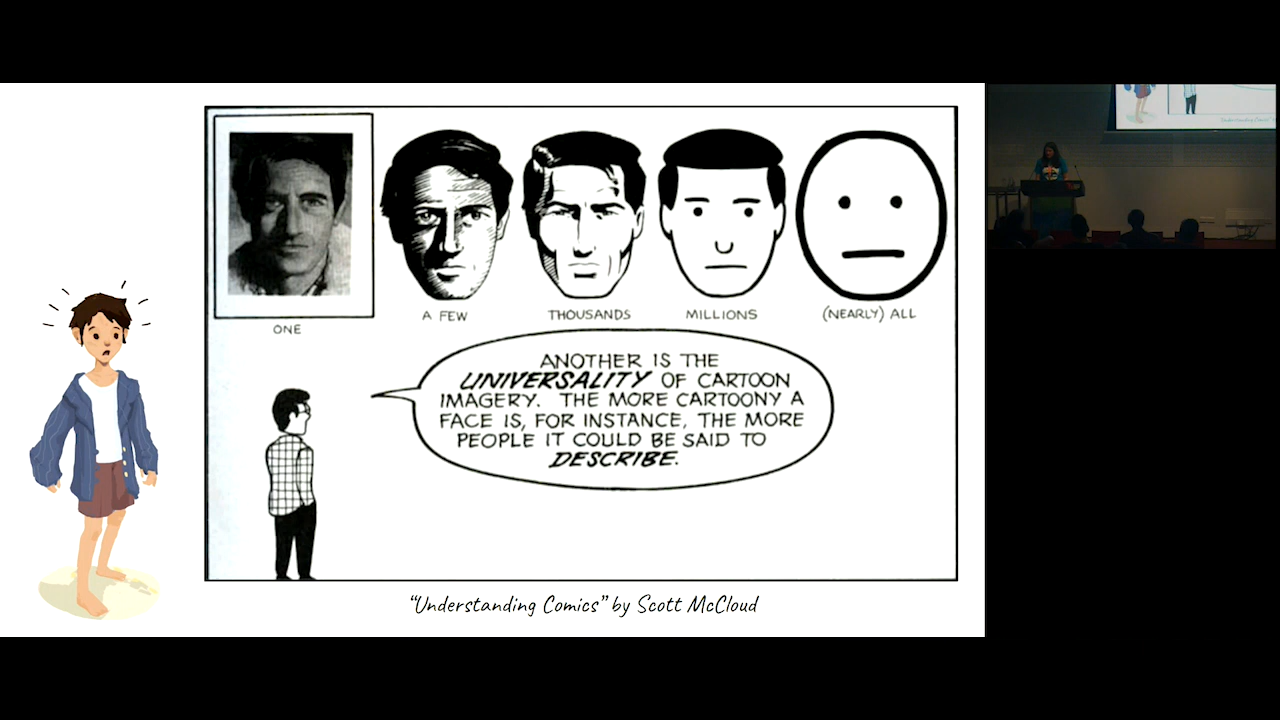 ONE
A FEW
THOUSANDS
MILLIONS
(NEARLY) ALL
ANOTHER IS THE
UNIVERSALITY OF CARTOON
IMAGERY. THE MORE CARTOONY A
FACE IS, FOR INSTANCE, THE MORE
PEOPLE IT COULD BE SAID TO
DESCRIBE.
“Understanding Comics” by Scott McCloud